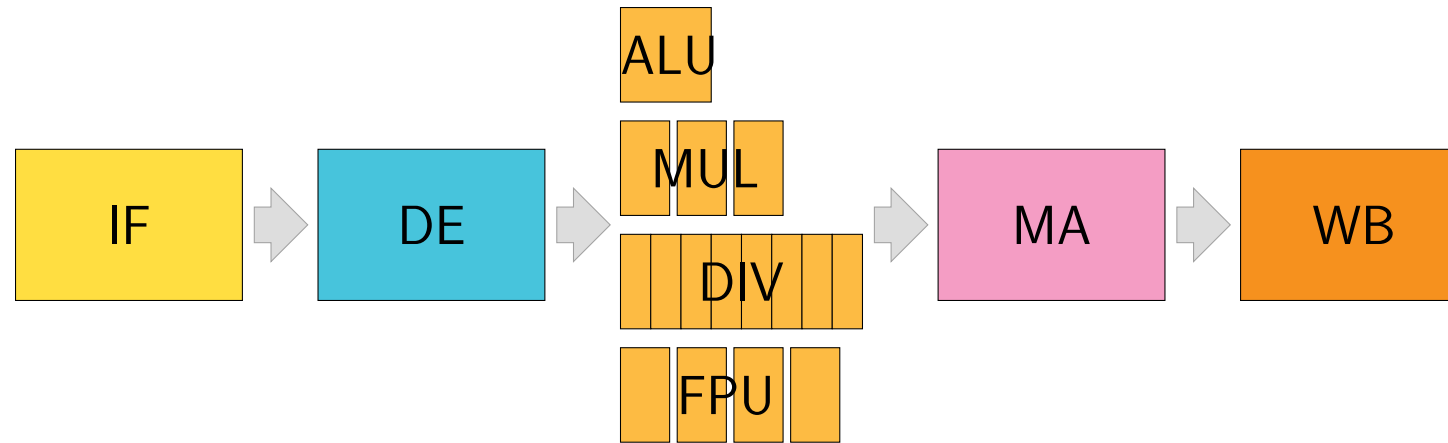 IF
DE
ALU
MUL
DIV
FPU
MA
WB